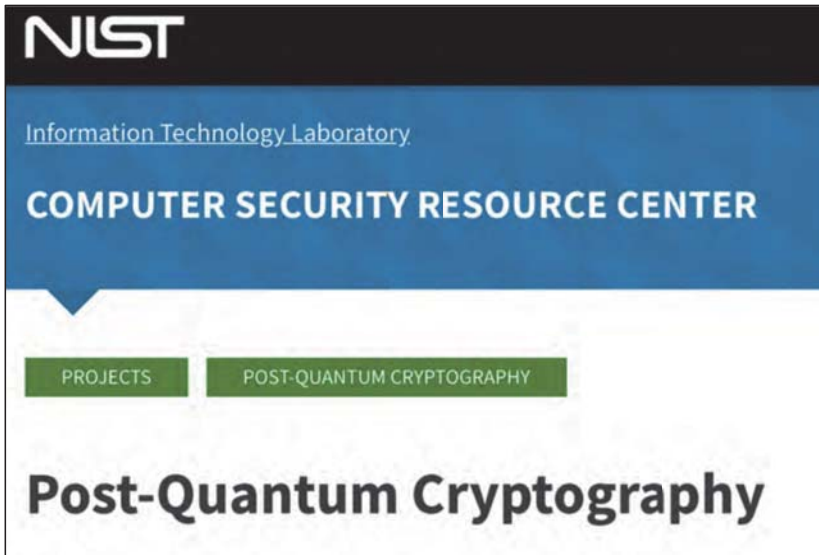 NIST
Information Technology Laboratory
COMPUTER SECURITY RESOURCE CENTER
PROJECTS POST-QUANTUM CRYPTOGRAPHY
Post-Quantum Cryptography